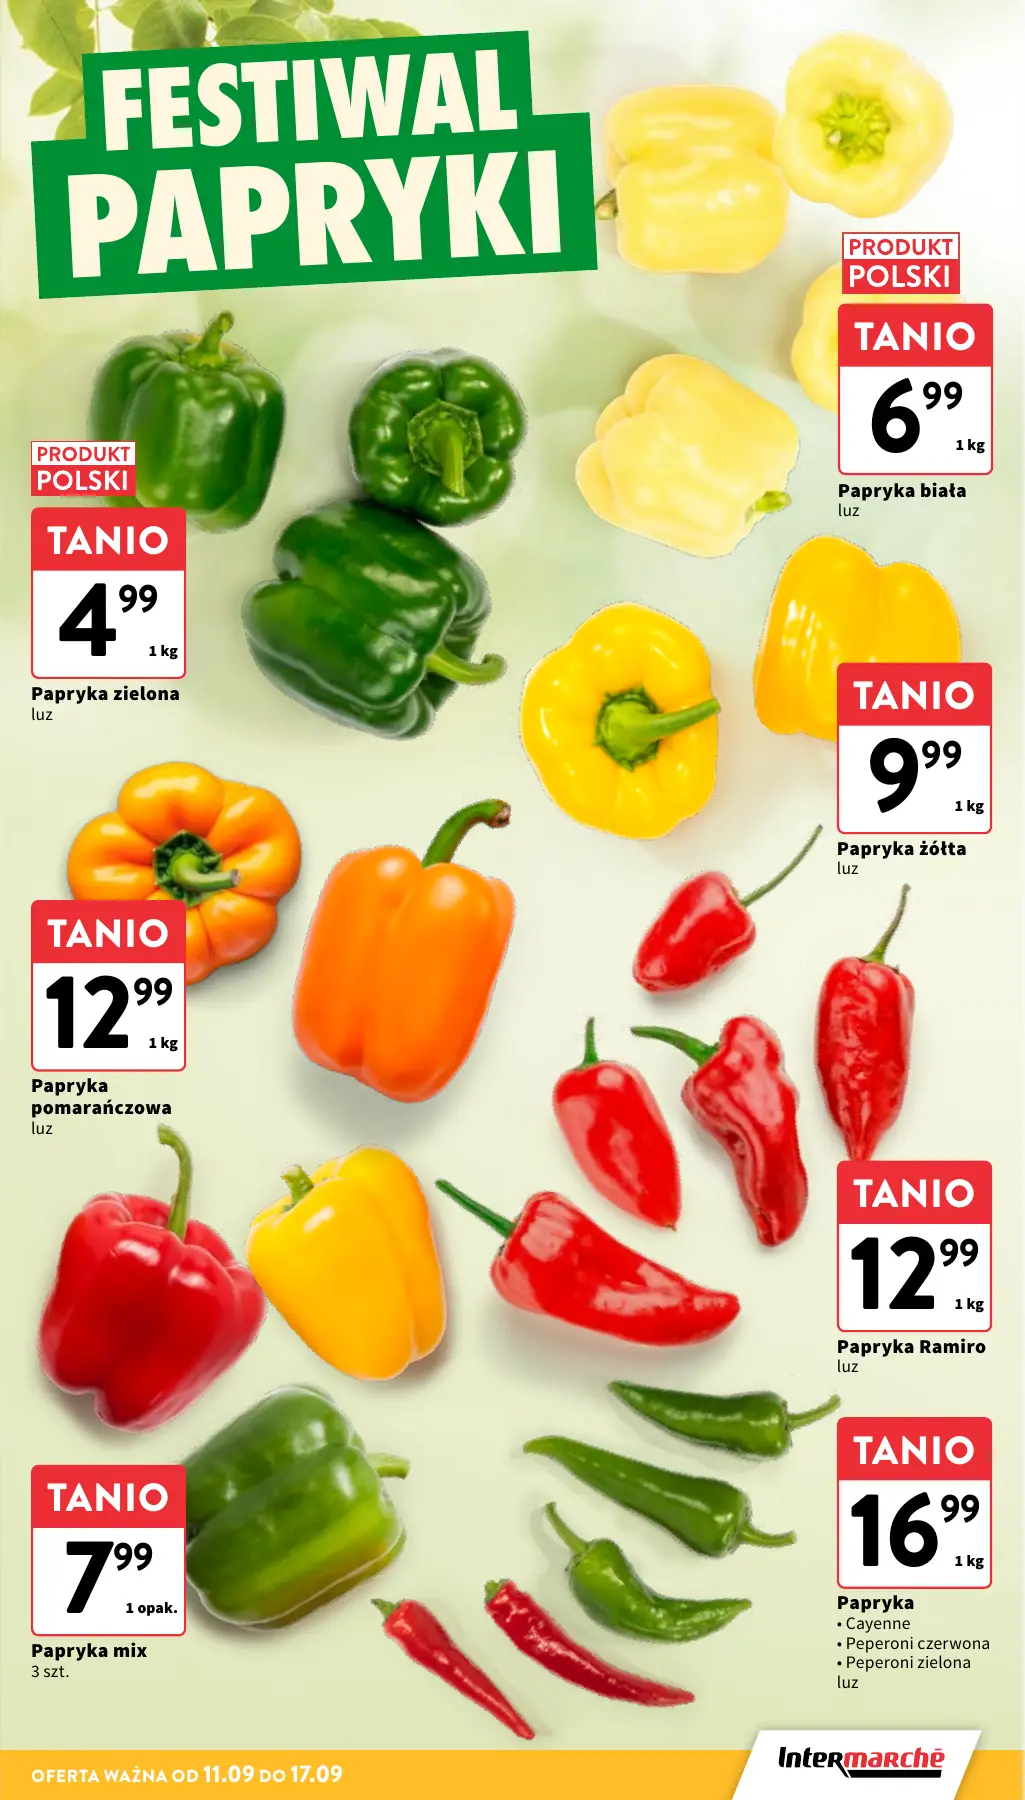 FESTIWAL
PAPRYKI
PRODUKT
POLSKI
TANIO
6 99
1 kg
Papryka biała
luz
PRODUKT
POLSKI
TANIO
4 99
1 kg
Papryka zielona
luz
TANIO
9 99
1 kg
Papryka żółta
luz
TANIO
12 99
1 kg
Papryka
pomarańczowa
luz
TANIO
12 99
1 kg
Papryka Ramiro
luz
TANIO
7 99
1 opak.
Papryka mix
3 szt.
TANIO
16 99
1 kg
Papryka
• Cayenne
• Peperoni czerwona
• Peperoni zielona
luz
OFERTA WAŻNA OD 11.09 DO 17.09
Intermarché